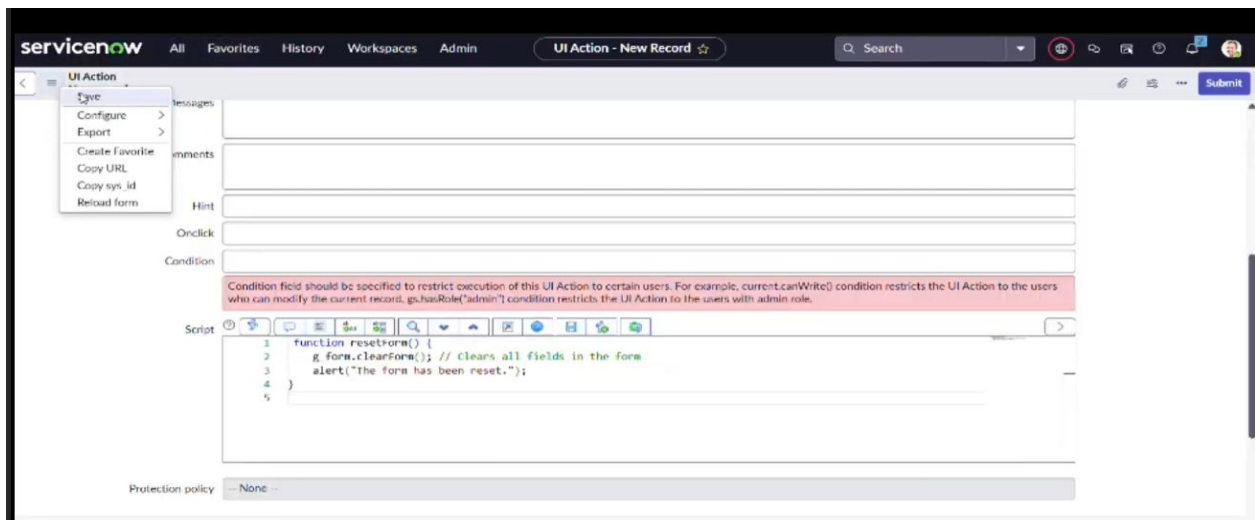 servicenow All Favorites History Workspaces Admin UI Action - New Record Search
UI Action Submit
Save
Configure
Export
Create Favorite
Copy URL
Copy sys_id
Reload form
Messages
omments
Hint
Onclick
Condition
Condition field should be specified to restrict execution of this UI Action to certain users. For example, current.canWrite() condition restricts the UI Action to the users
who can modify the current record, gs.hasRole("admin") condition restricts the UI Action to the users with admin role.
Script
1 function resetForm() {
2 g_form.clearForm(); // Clears all fields in the form
3 alert("The form has been reset.");
4 }
5
Protection policy -- None --